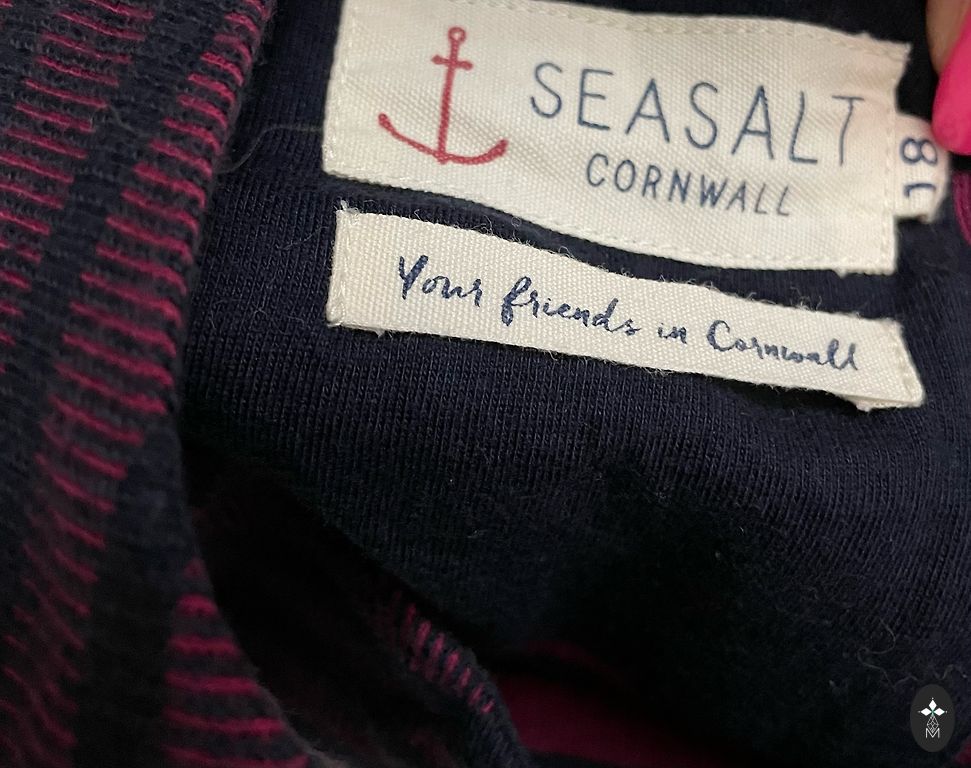 SEASALT
CORNWALL
18
Your friends in Cornwall
M